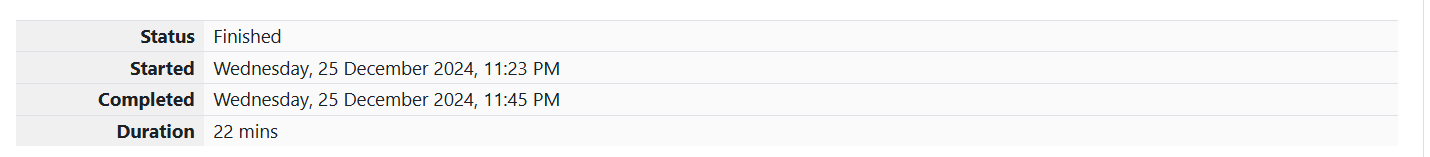 Status Finished
Started Wednesday, 25 December 2024, 11:23 PM
Completed Wednesday, 25 December 2024, 11:45 PM
Duration 22 mins